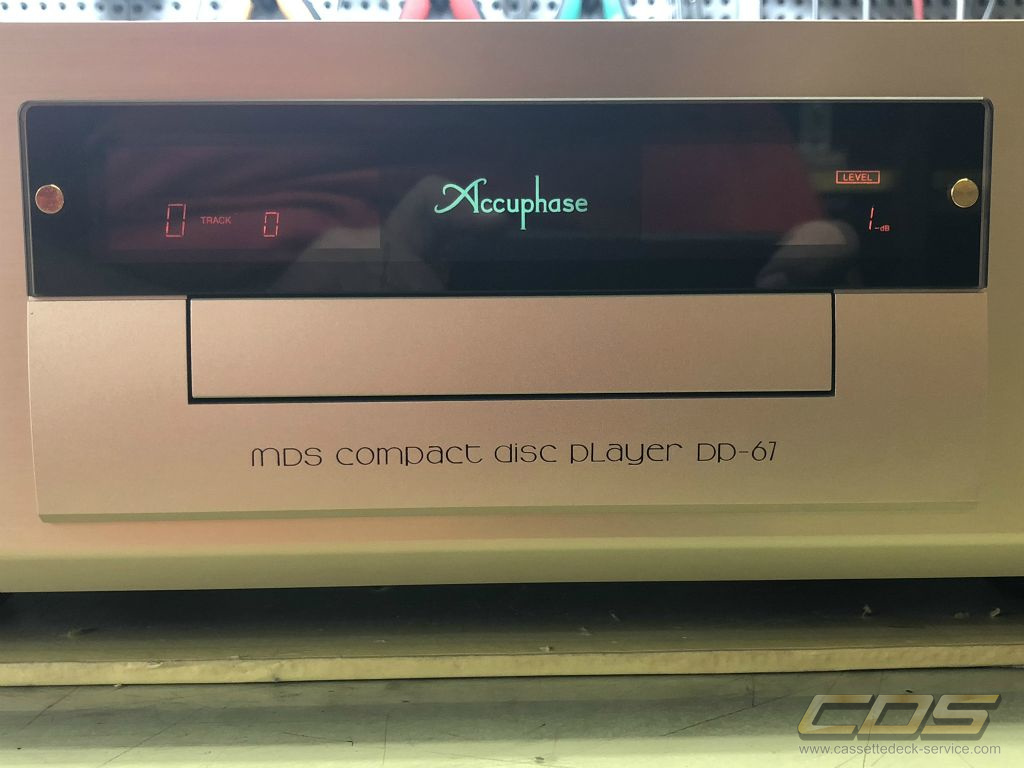 Accuphase
LEVEL
0 TRACK 0
1 -dB
MDS compact disc player DP-67
CDS
www.cassettedeck-service.com